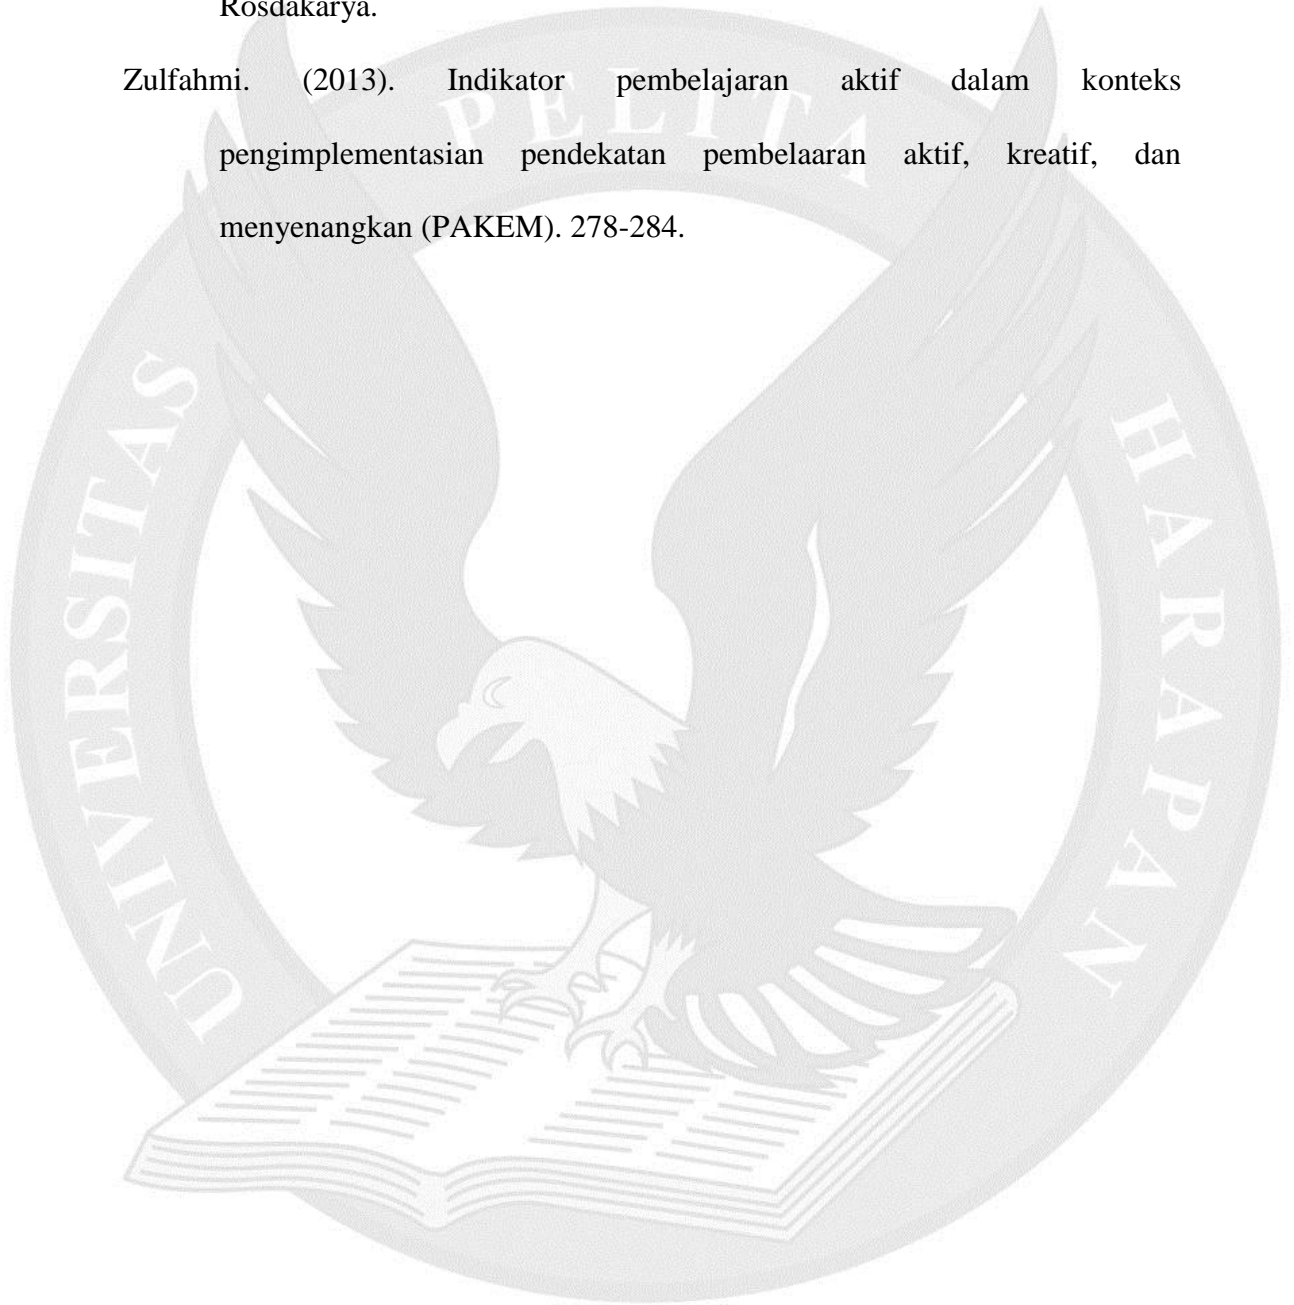 Rosdakarya.
Zulfahmi. (2013). Indikator pembelajaran aktif dalam konteks
pengimplementasian pendekatan pembelaaran aktif, kreatif, dan
menyenangkan (PAKEM). 278-284.
UNIVERSITAS PELITA HARAPAN